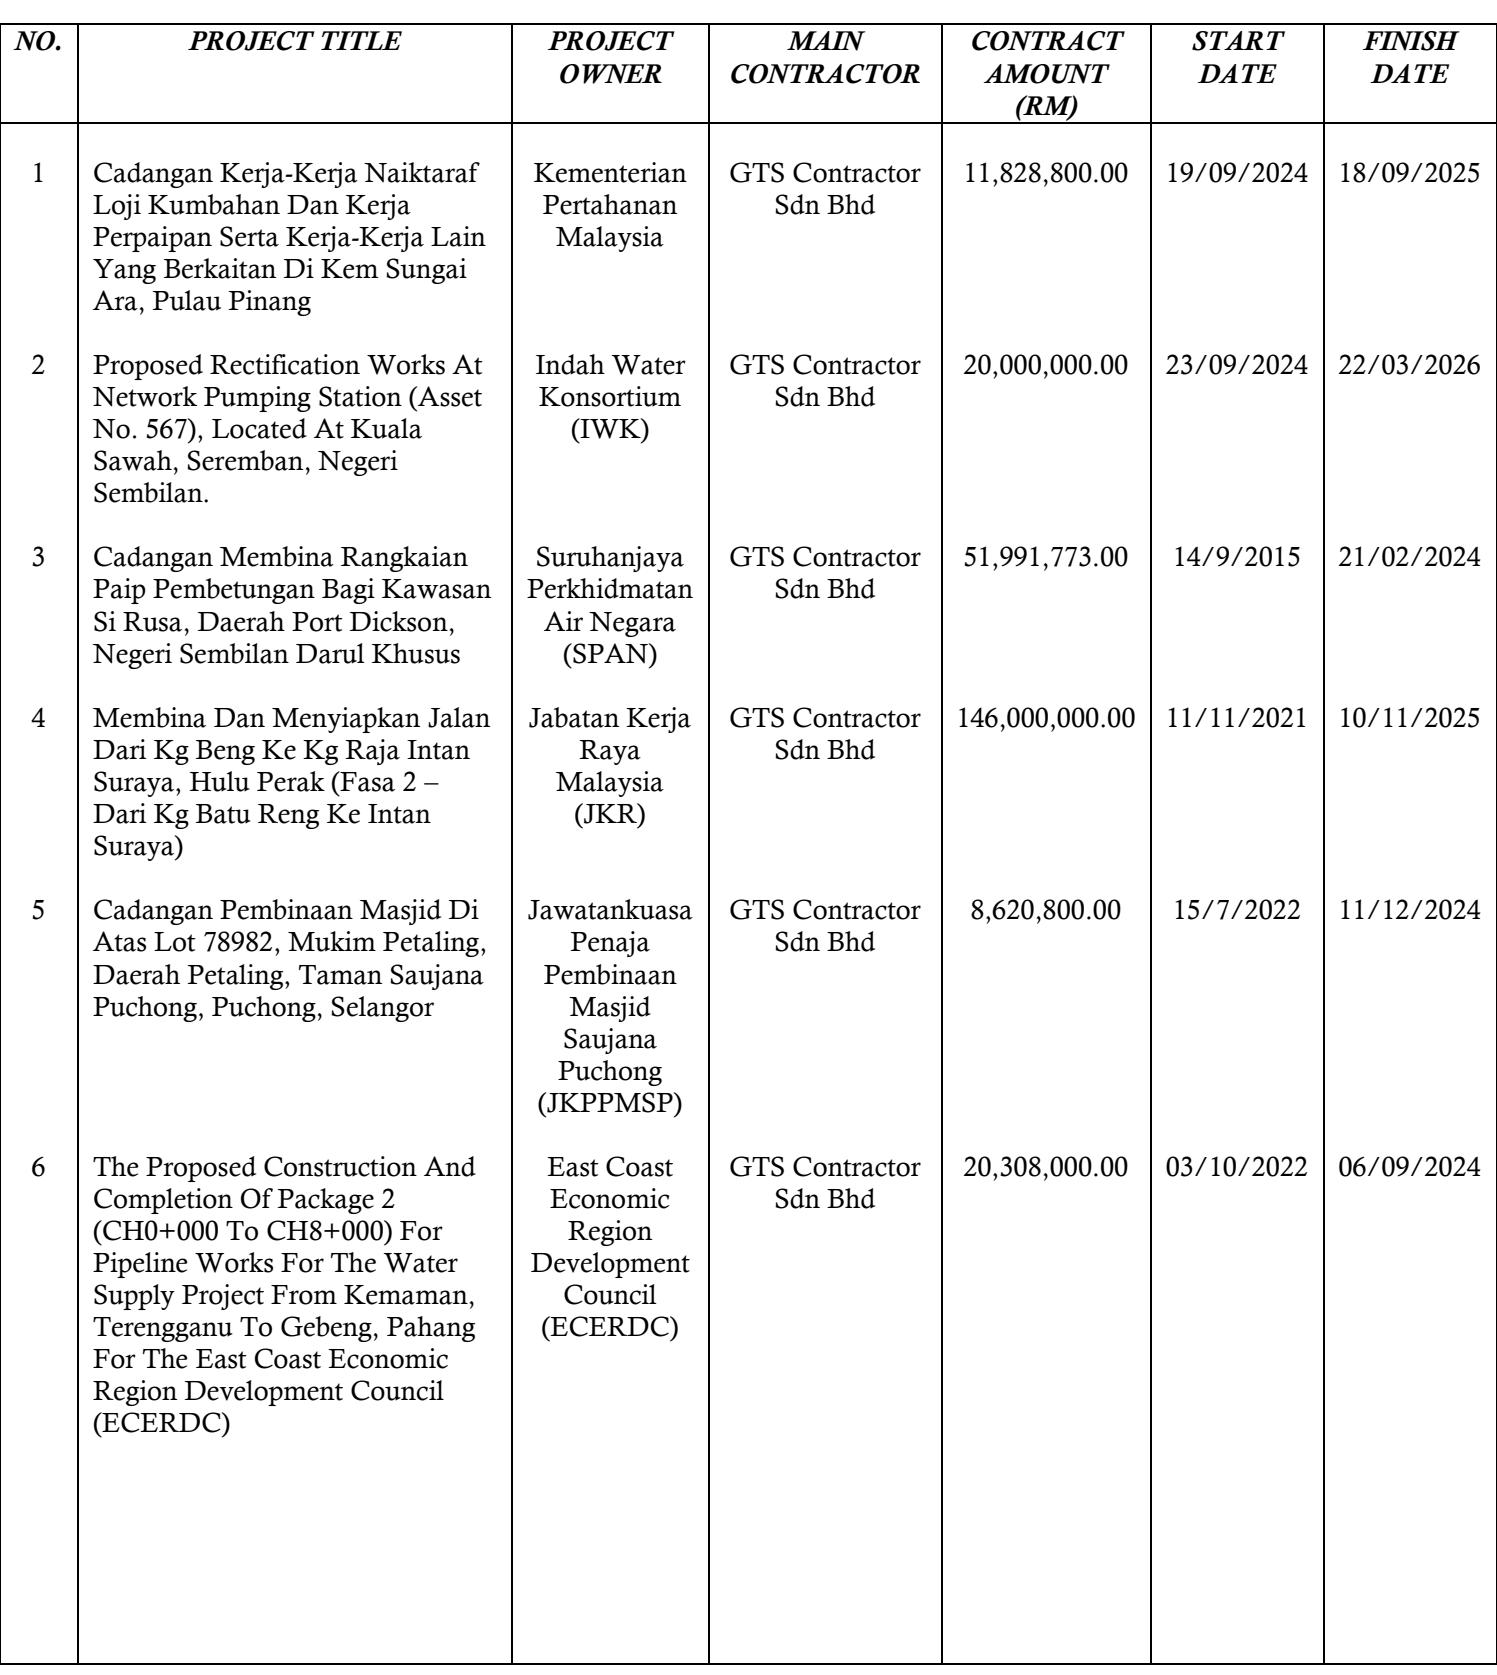 NO. PROJECT TITLE PROJECT OWNER MAIN CONTRACTOR CONTRACT AMOUNT (RM) START DATE FINISH DATE
1 Cadangan Kerja-Kerja Naiktaraf Kementerian GTS Contractor 11,828,800.00 19/09/2024 18/09/2025
Loji Kumbahan Dan Kerja Pertahanan Sdn Bhd
Perpaipan Serta Kerja-Kerja Lain Malaysia
Yang Berkaitan Di Kem Sungai
Ara, Pulau Pinang
2 Proposed Rectification Works At Indah Water GTS Contractor 20,000,000.00 23/09/2024 22/03/2026
Network Pumping Station (Asset Konsortium Sdn Bhd
No. 567), Located At Kuala (IWK)
Sawah, Seremban, Negeri
Sembilan.
3 Cadangan Membina Rangkaian Suruhanjaya GTS Contractor 51,991,773.00 14/9/2015 21/02/2024
Paip Pembetungan Bagi Kawasan Perkhidmatan Sdn Bhd
Si Rusa, Daerah Port Dickson, Air Negara
Negeri Sembilan Darul Khusus (SPAN)
4 Membina Dan Menyiapkan Jalan Jabatan Kerja GTS Contractor 146,000,000.00 11/11/2021 10/11/2025
Dari Kg Beng Ke Kg Raja Intan Raya Sdn Bhd
Suraya, Hulu Perak (Fasa 2 – Malaysia
Dari Kg Batu Reng Ke Intan (JKR)
Suraya)
5 Cadangan Pembinaan Masjid Di Jawatankuasa GTS Contractor 8,620,800.00 15/7/2022 11/12/2024
Atas Lot 78982, Mukim Petaling, Penaja Sdn Bhd
Daerah Petaling, Taman Saujana Pembinaan
Puchong, Puchong, Selangor Masjid
Saujana
Puchong
(JKPPMSP)
6 The Proposed Construction And East Coast GTS Contractor 20,308,000.00 03/10/2022 06/09/2024
Completion Of Package 2 Economic Sdn Bhd
(CH0+000 To CH8+000) For Region
Pipeline Works For The Water Development
Supply Project From Kemaman, Council
Terengganu To Gebeng, Pahang (ECERDC)
For The East Coast Economic
Region Development Council
(ECERDC)